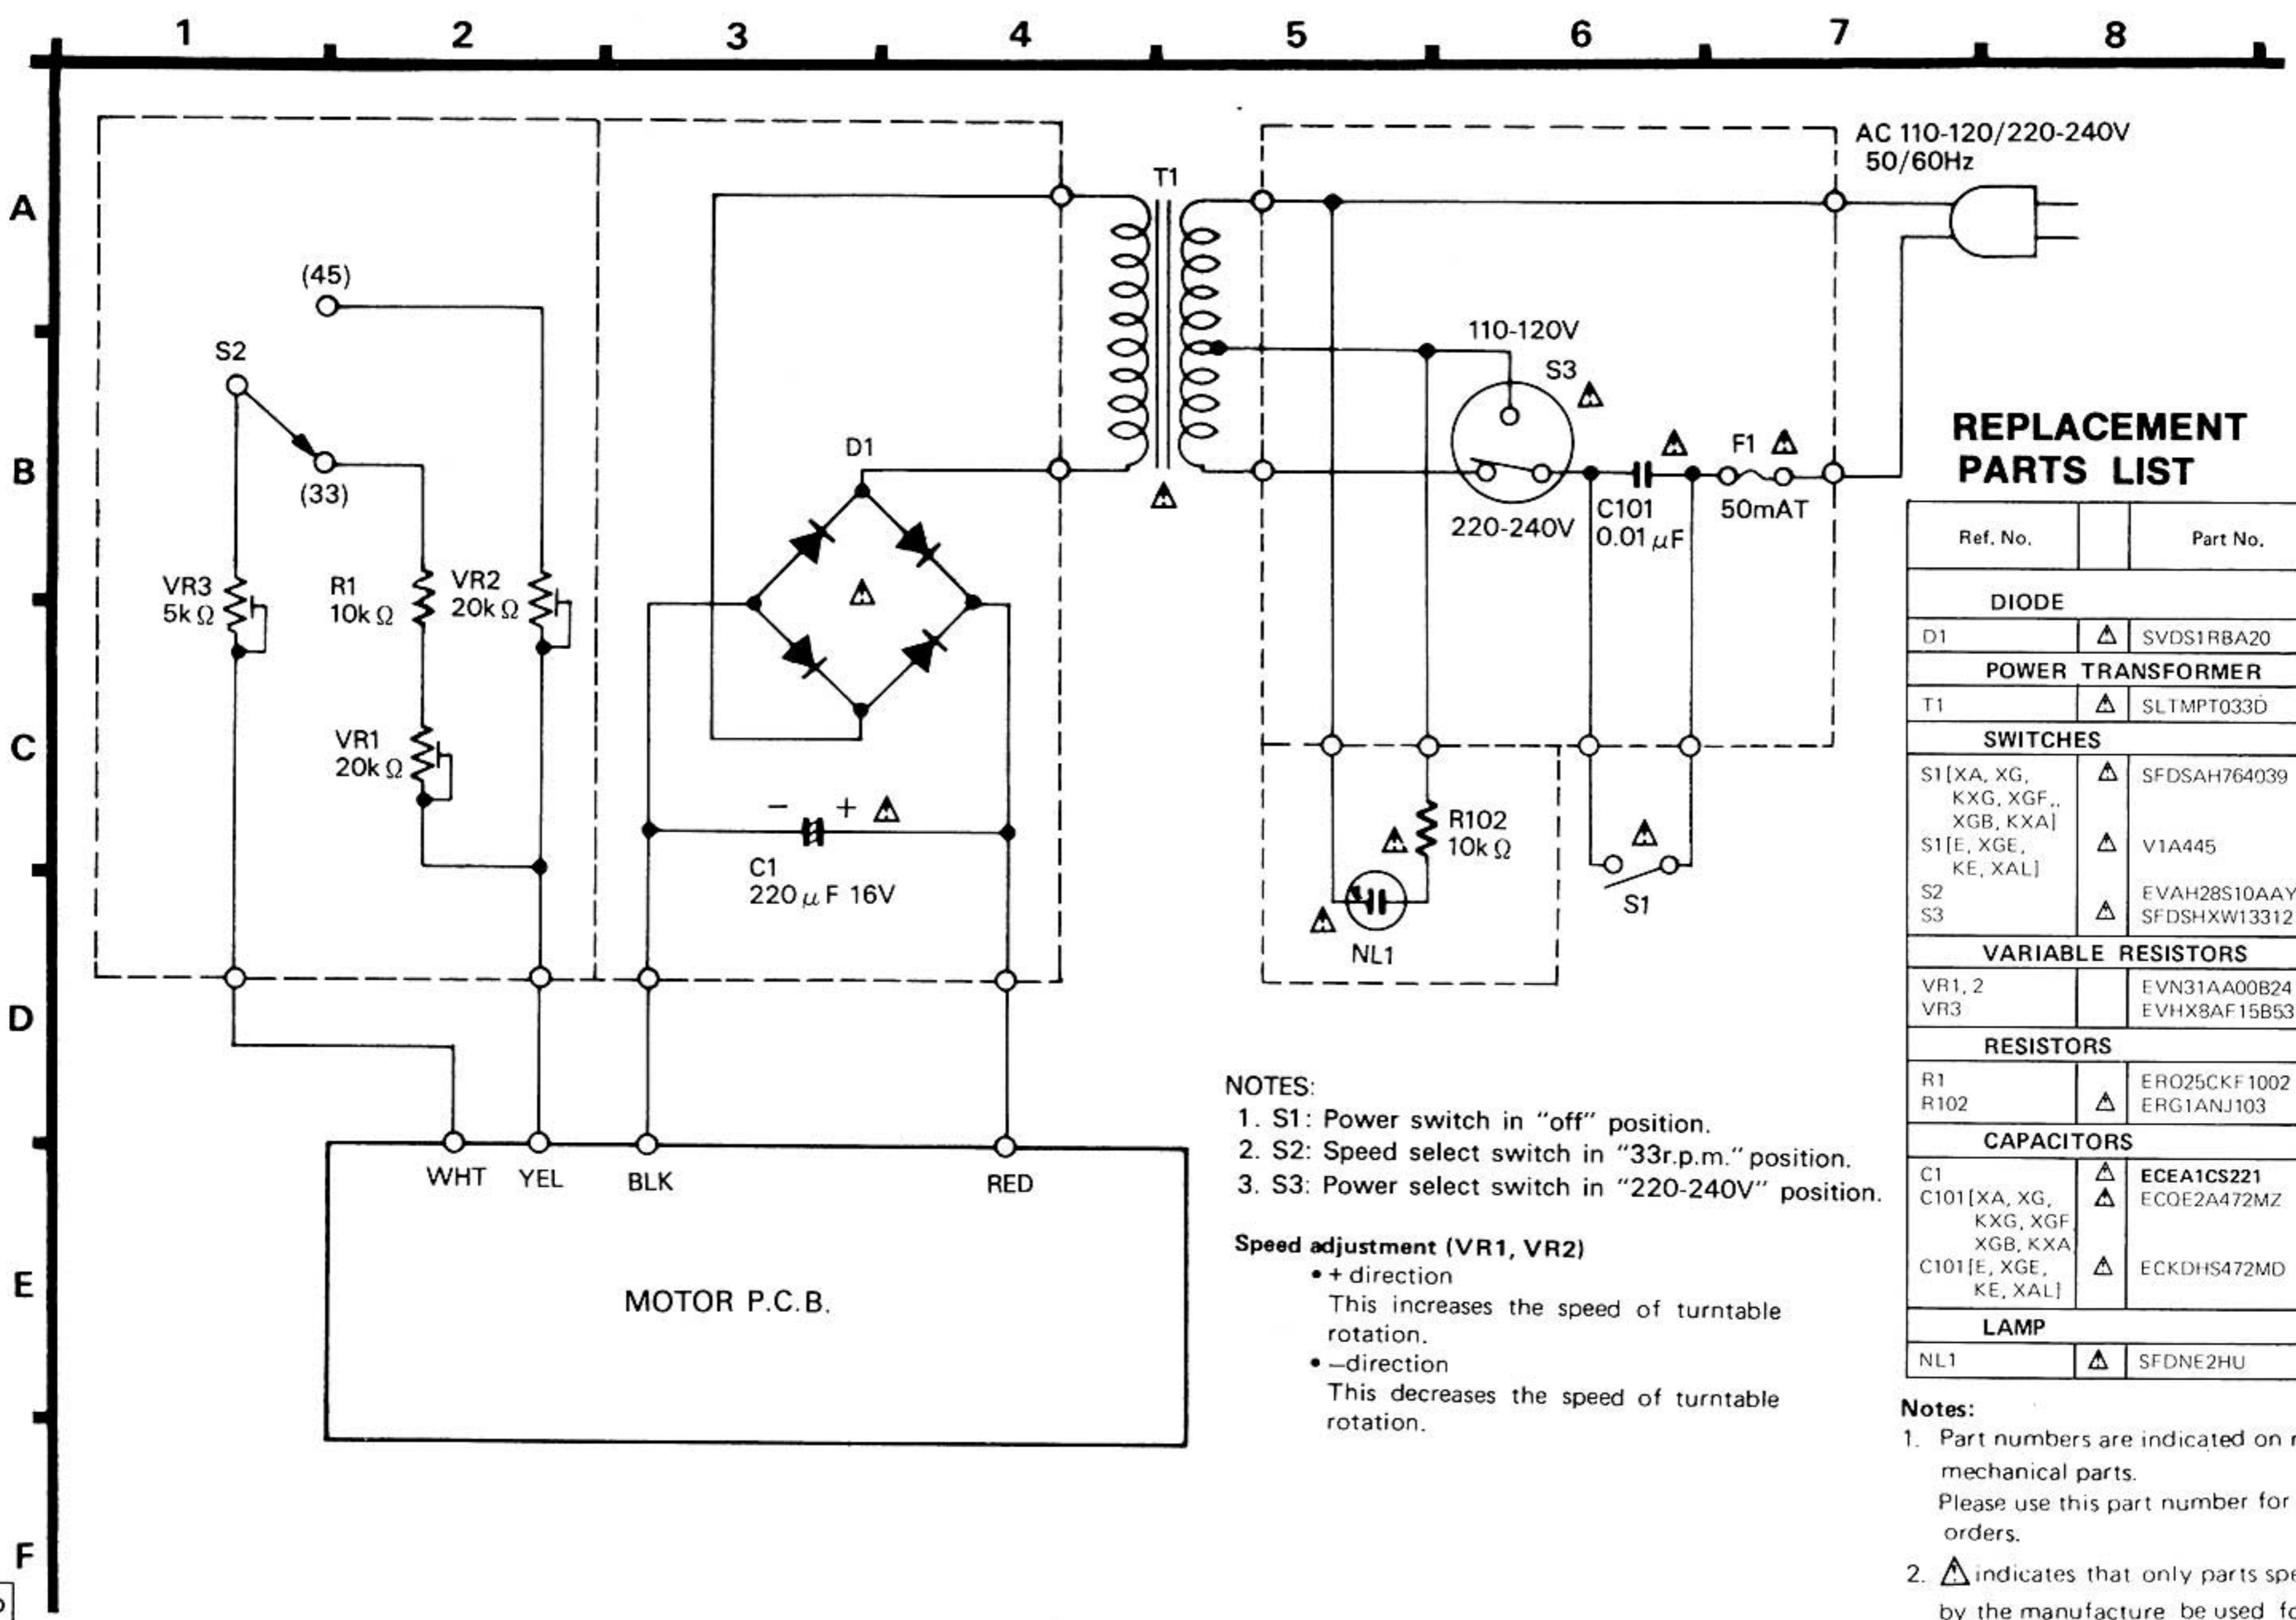 1 2 3 4 5 6 7 8
A
B
C
D
E
F
AC 110-120/220-240V
50/60Hz
T1
(45)
S2
(33)
110-120V
S3
220-240V
D1
F1
50mAT
C101
0.01 μF
VR3
5k Ω
R1
10k Ω
VR2
20k Ω
VR1
20k Ω
− +
C1
220 μF 16V
R102
10k Ω
NL1
S1
WHT YEL BLK RED
MOTOR P.C.B.
NOTES:
1. S1: Power switch in "off" position.
2. S2: Speed select switch in "33r.p.m." position.
3. S3: Power select switch in "220-240V" position.
Speed adjustment (VR1, VR2)
• + direction
This increases the speed of turntable
rotation.
• —direction
This decreases the speed of turntable
rotation.
REPLACEMENT
PARTS LIST
Ref. No. Part No.
DIODE
D1 SVDS1RBA20
POWER TRANSFORMER
T1 SLTMPT033D
SWITCHES
S1[XA, XG, SFDSAH764039
KXG, XGF,,
XGB, KXA]
S1[E, XGE, V1A445
KE, XAL]
S2 EVAH28S10AAY
S3 SFDSHXW13312
VARIABLE RESISTORS
VR1, 2 EVN31AA00B24
VR3 EVHX8AF15B53
RESISTORS
R1 ERO25CKF1002
R102 ERG1ANJ103
CAPACITORS
C1 ECEA1CS221
C101[XA, XG, ECQE2A472MZ
KXG, XGF
XGB, KXA
C101[E, XGE, ECKDHS472MD
KE, XAL]
LAMP
NL1 SFDNE2HU
Notes:
1. Part numbers are indicated on
mechanical parts.
Please use this part number for
orders.
2. indicates that only parts
by the manufacture be used